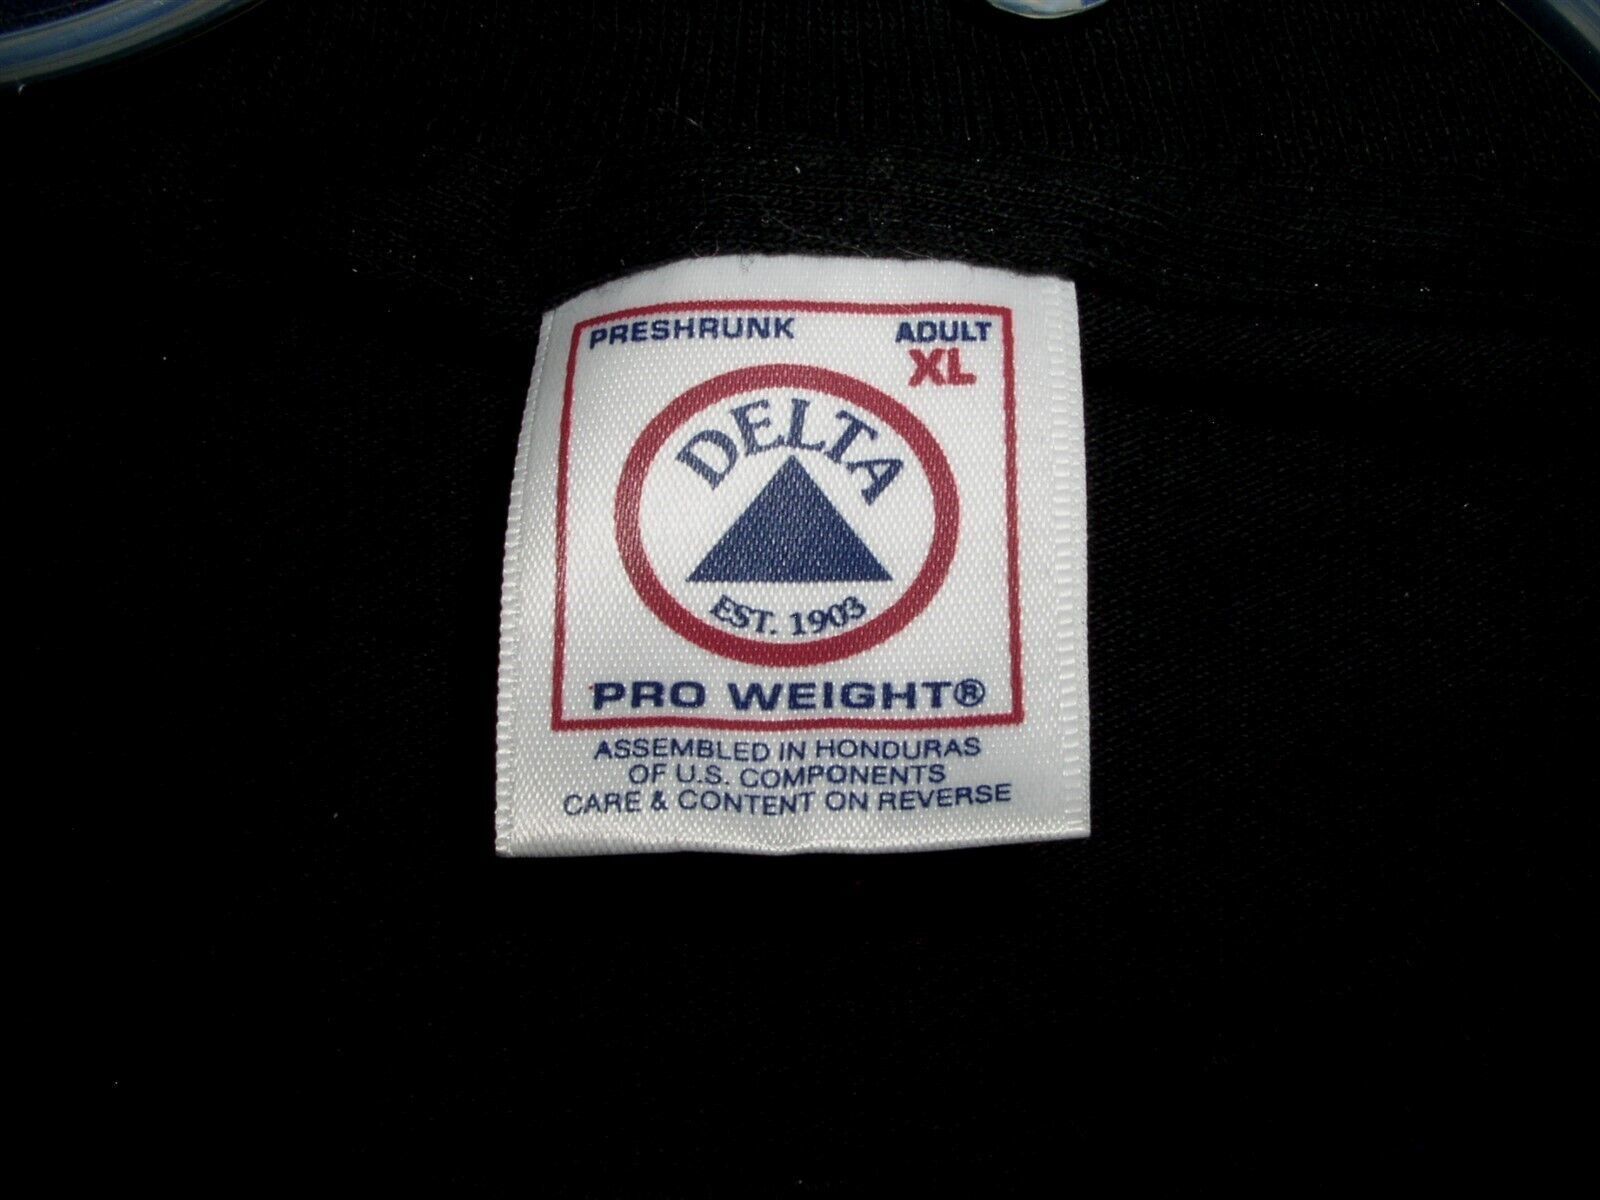 PRESHRUNK ADULT
XL
DELTA
EST. 1903
PRO WEIGHT®
ASSEMBLED IN HONDURAS
OF U.S. COMPONENTS
CARE & CONTENT ON REVERSE